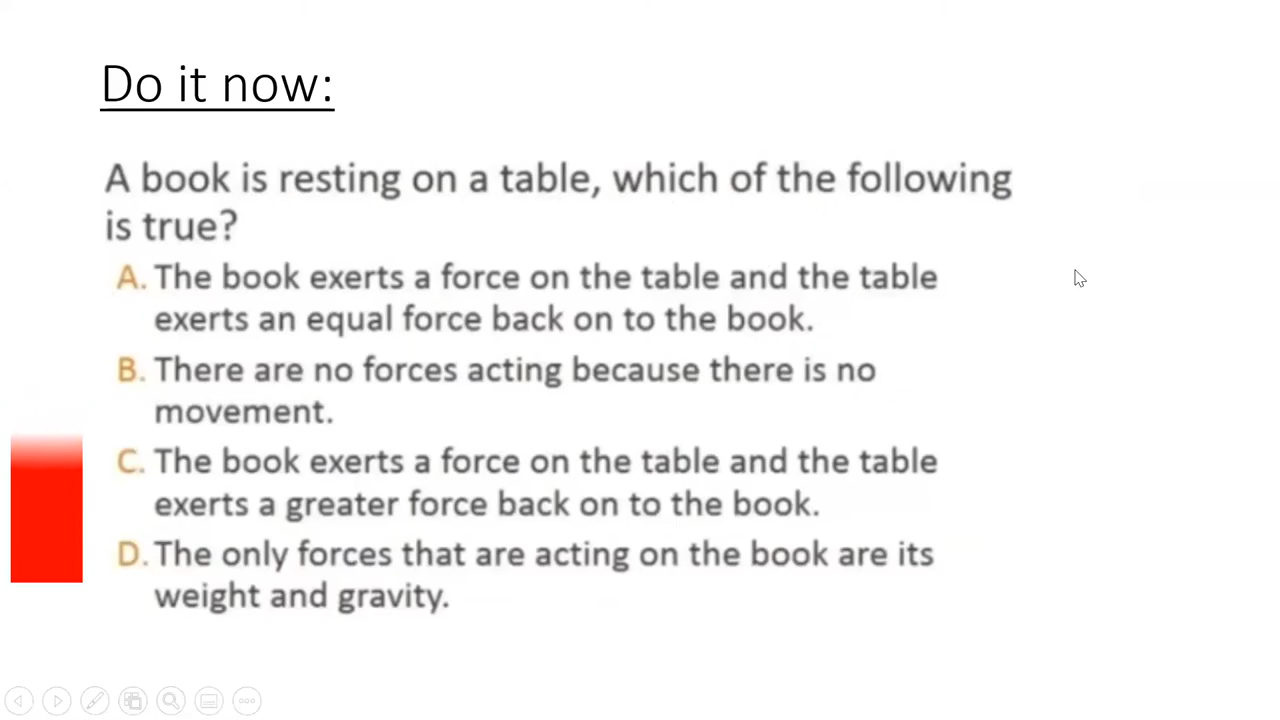 Do it now:
A book is resting on a table, which of the following
is true?
A. The book exerts a force on the table and the table
exerts an equal force back on to the book.
B. There are no forces acting because there is no
movement.
C. The book exerts a force on the table and the table
exerts a greater force back on to the book.
D. The only forces that are acting on the book are its
weight and gravity.